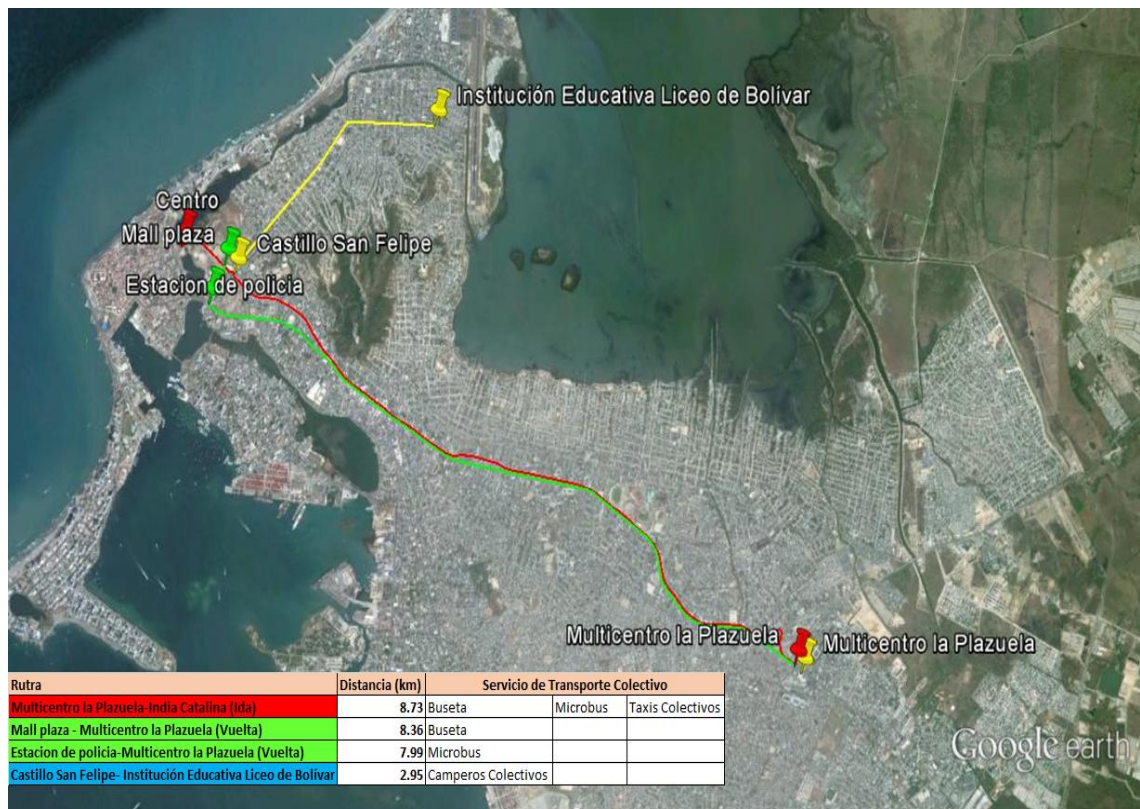 Institución Educativa Liceo de Bolívar
Centro
Mall plaza
Castillo San Felipe
Estacion de policia
Multicentro la Plazuela
Multicentro la Plazuela
Rutra Distancia (km) Servicio de Transporte Colectivo
Multicentro la Plazuela-India Catalina (Ida) 8.73 Buseta Microbus Taxis Colectivos
Mall plaza - Multicentro la Plazuela (Vuelta) 8.36 Buseta
Estacion de policia-Multicentro la Plazuela (Vuelta) 7.99 Microbus
Castillo San Felipe- Institución Educativa Liceo de Bolívar 2.95 Camperos Colectivos
Google earth